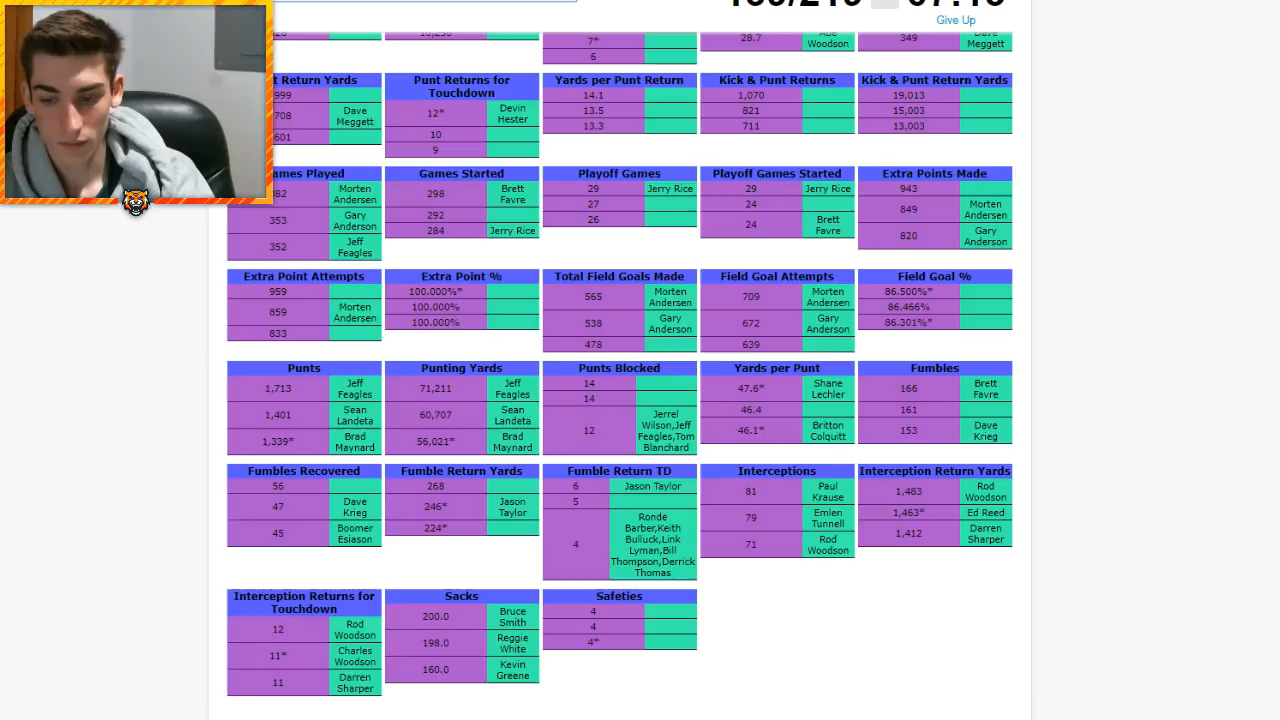 Give Up
7*
6
28.7 Abe Woodson
349 Dave Meggett
t Return Yards
999
708 Dave Meggett
601
Punt Returns for Touchdown
12* Devin Hester
10
9
Yards per Punt Return
14.1
13.5
13.3
Kick & Punt Returns
1,070
821
711
Kick & Punt Return Yards
19,013
15,003
13,003
ames Played
382 Morten Andersen
353 Gary Anderson
352 Jeff Feagles
Games Started
298 Brett Favre
292
284 Jerry Rice
Playoff Games
29 Jerry Rice
27
26
Playoff Games Started
29 Jerry Rice
24
24 Brett Favre
Extra Points Made
943
849 Morten Andersen
820 Gary Anderson
Extra Point Attempts
959
859 Morten Andersen
833
Extra Point %
100.000%*
100.000%
100.000%
Total Field Goals Made
565 Morten Andersen
538 Gary Anderson
478
Field Goal Attempts
709 Morten Andersen
672 Gary Anderson
639
Field Goal %
86.500%*
86.466%
86.301%*
Punts
1,713 Jeff Feagles
1,401 Sean Landeta
1,339* Brad Maynard
Punting Yards
71,211 Jeff Feagles
60,707 Sean Landeta
56,021* Brad Maynard
Punts Blocked
14
14
12 Jerrel Wilson,Jeff Feagles,Tom Blanchard
Yards per Punt
47.6* Shane Lechler
46.4
46.1* Britton Colquitt
Fumbles
166 Brett Favre
161
153 Dave Krieg
Fumbles Recovered
56
47 Dave Krieg
45 Boomer Esiason
Fumble Return Yards
268
246* Jason Taylor
224*
Fumble Return TD
6 Jason Taylor
5
4 Ronde Barber,Keith Bulluck,Link Lyman,Bill Thompson,Derrick Thomas
Interceptions
81 Paul Krause
79 Emlen Tunnell
71 Rod Woodson
Interception Return Yards
1,483 Rod Woodson
1,463* Ed Reed
1,412 Darren Sharper
Interception Returns for Touchdown
12 Rod Woodson
11* Charles Woodson
11 Darren Sharper
Sacks
200.0 Bruce Smith
198.0 Reggie White
160.0 Kevin Greene
Safeties
4
4
4*